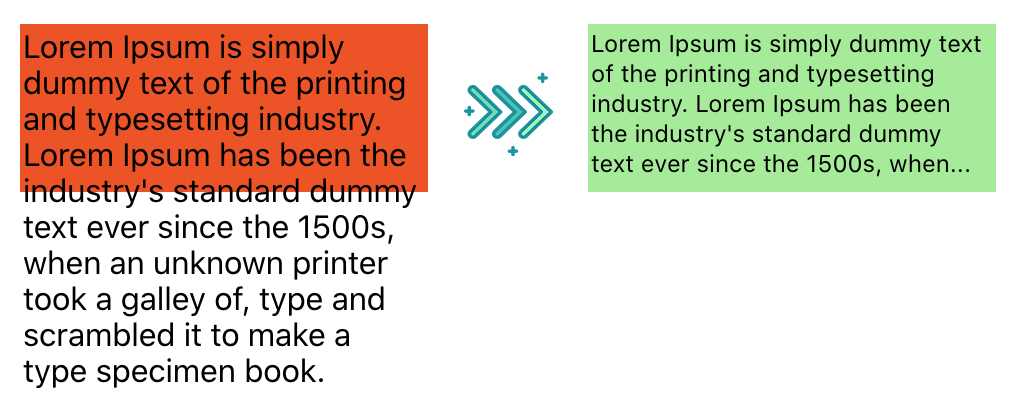 Lorem Ipsum is simply
dummy text of the printing
and typesetting industry.
Lorem Ipsum has been the
industry's standard dummy
text ever since the 1500s,
when an unknown printer
took a galley of, type and
scrambled it to make a
type specimen book.
Lorem Ipsum is simply dummy text
of the printing and typesetting
industry. Lorem Ipsum has been
the industry's standard dummy
text ever since the 1500s, when...